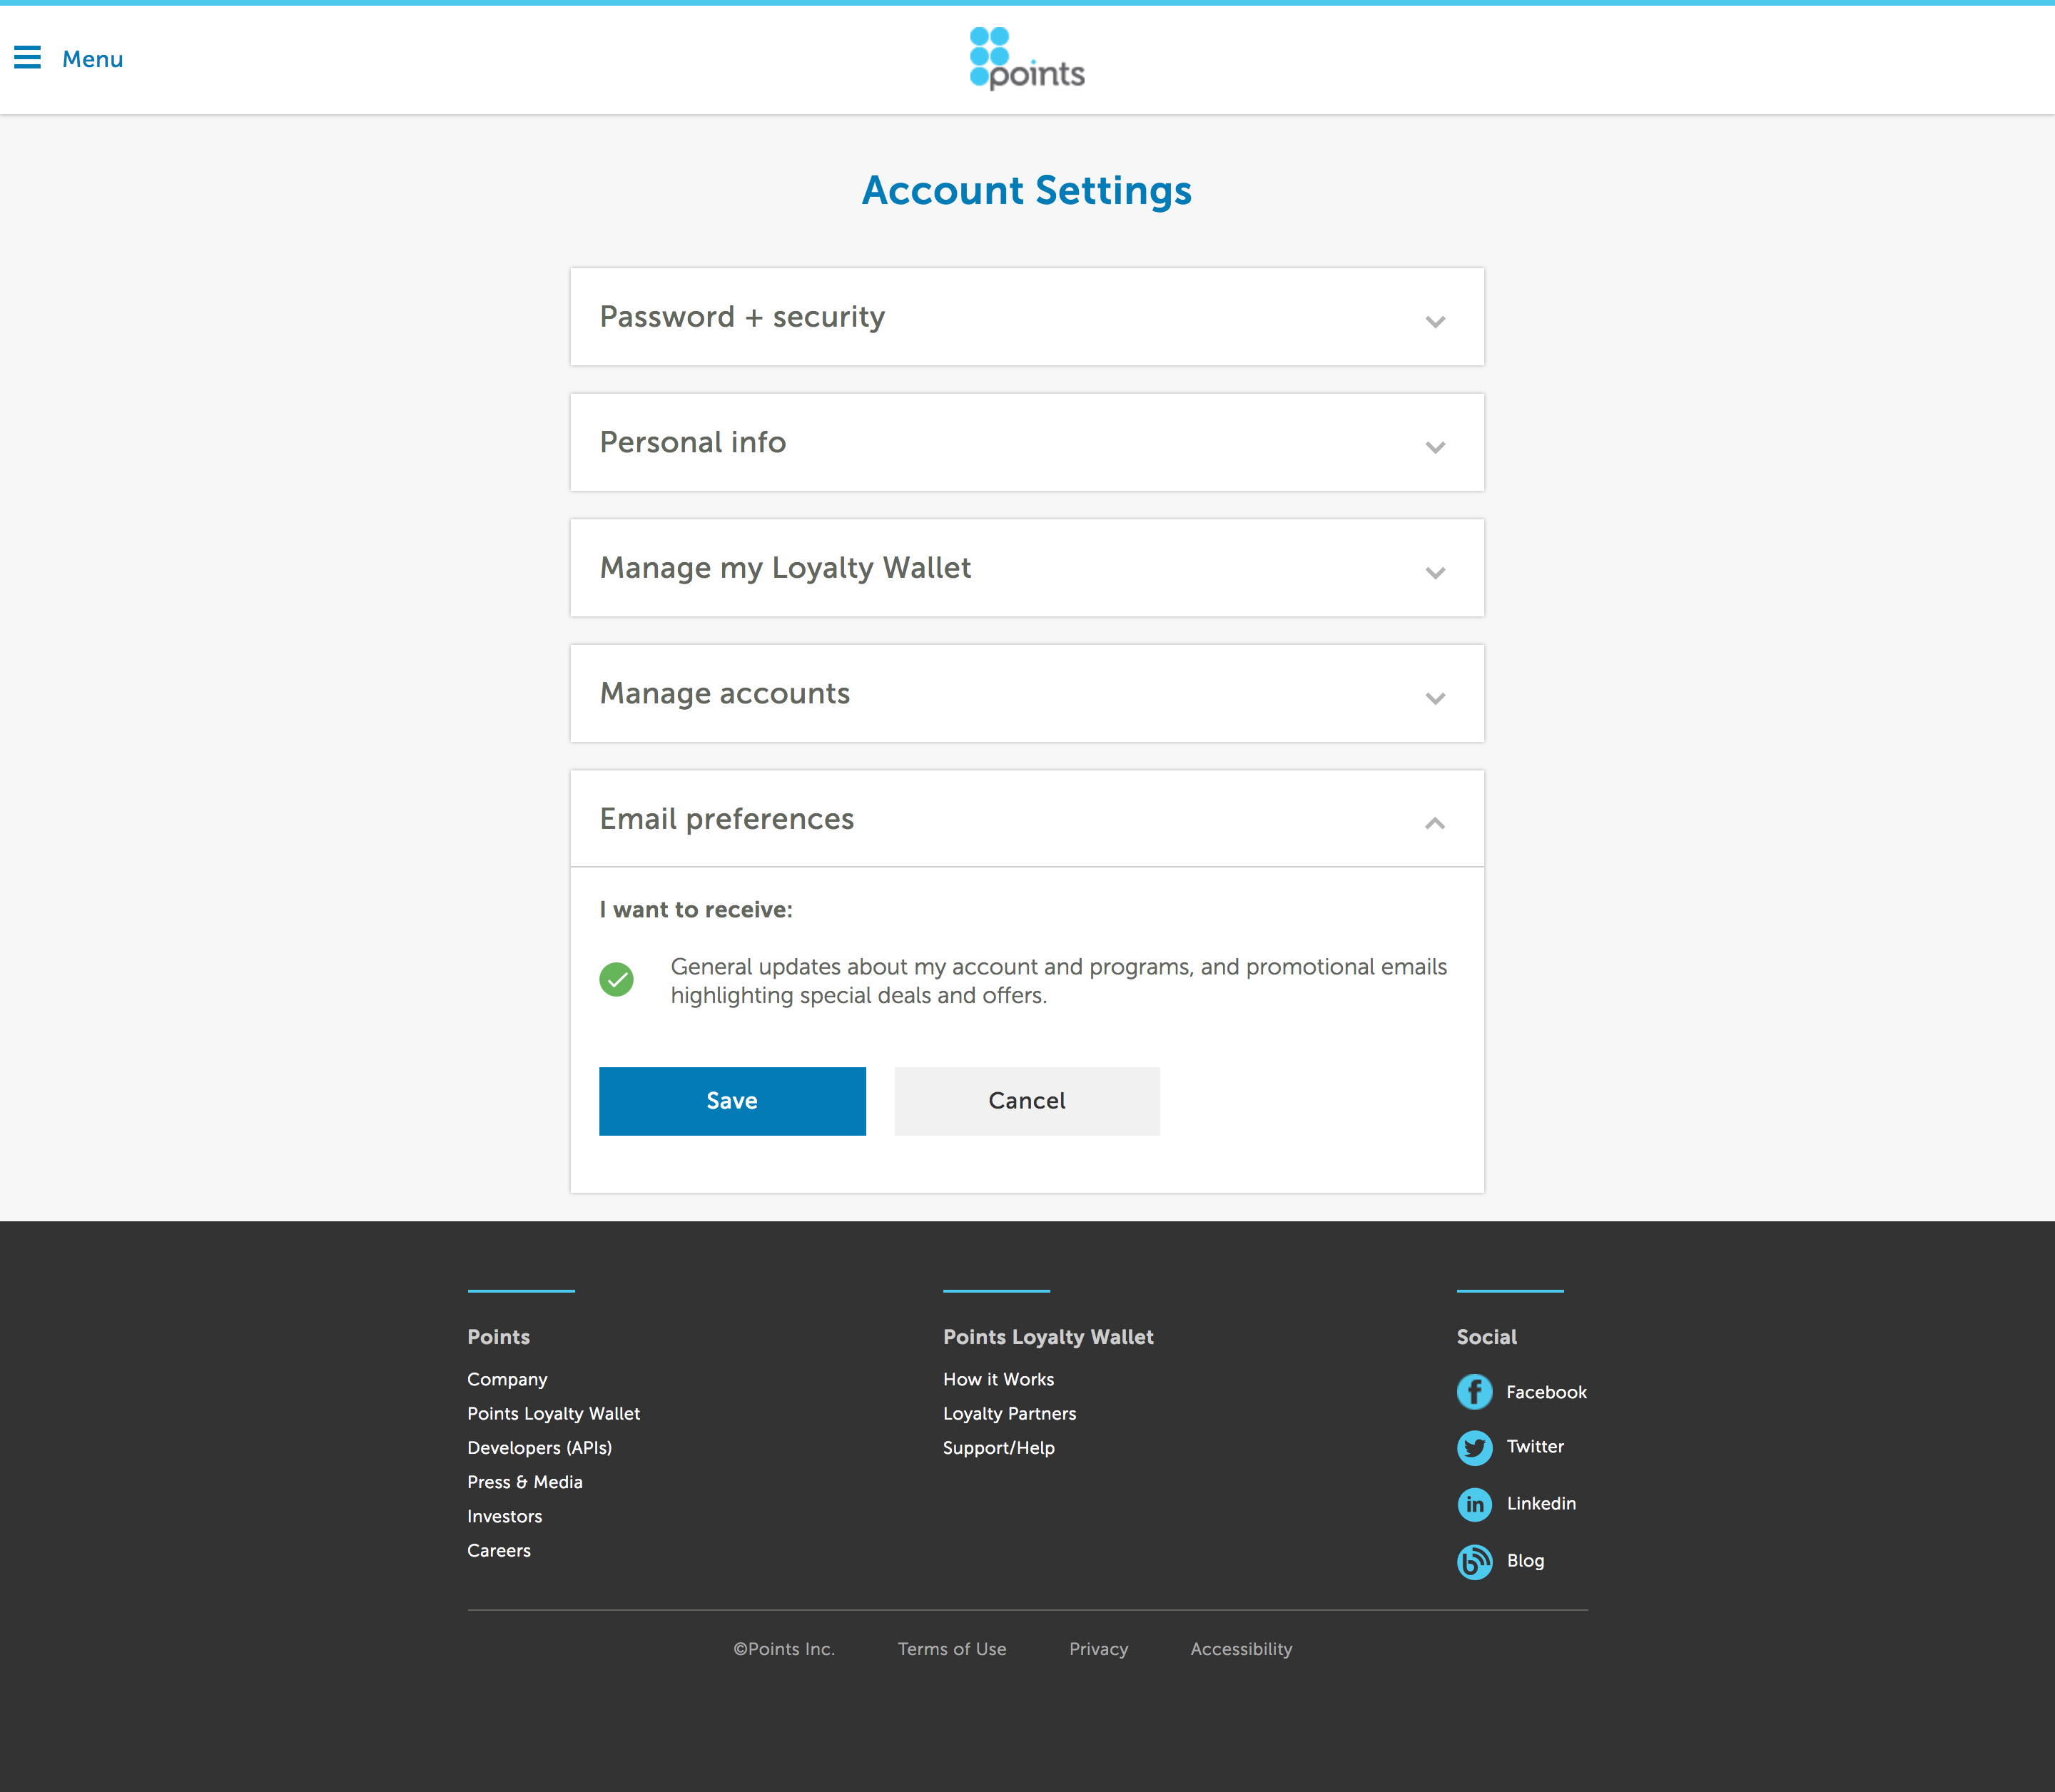 Menu
points
Account Settings
Password + security
Personal info
Manage my Loyalty Wallet
Manage accounts
Email preferences
I want to receive:
General updates about my account and programs, and promotional emails
highlighting special deals and offers.
Save
Cancel
Points
Company
Points Loyalty Wallet
Developers (APIs)
Press & Media
Investors
Careers
Points Loyalty Wallet
How it Works
Loyalty Partners
Support/Help
Social
Facebook
Twitter
Linkedin
Blog
©Points Inc.
Terms of Use
Privacy
Accessibility